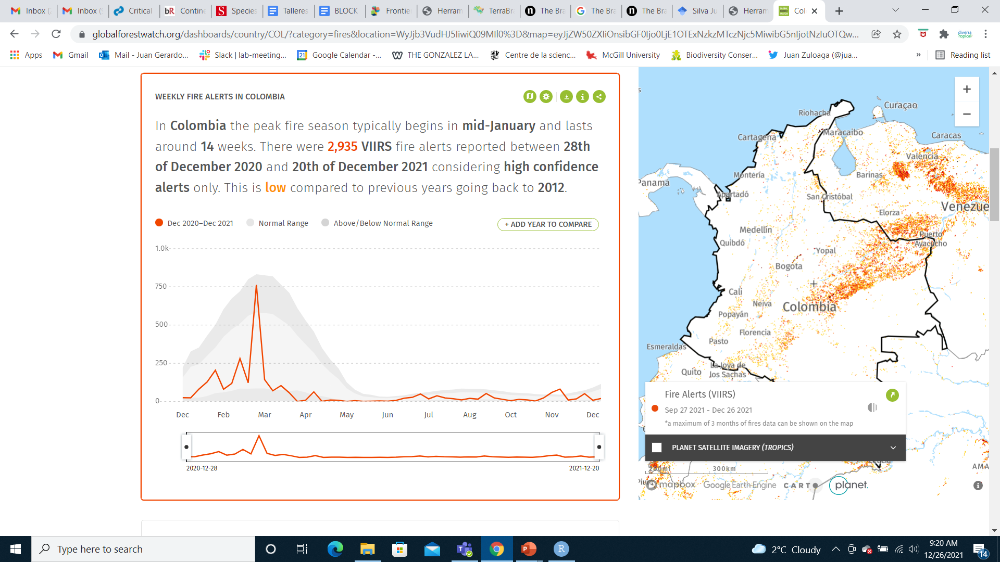 Inbox (
Inbox (
Critical
Contine
Species
Talleres
BLOCK
Frontier
Herram
TerraBr
The Bra
The Bra
The Bra
Silva Ju
Herram
Col
globalforestwatch.org/dashboards/country/COL/?category=fires&location=WyJjb3VudHJ5IiwiQ09MIl0%3D&map=eyJjZW50ZXIiOnsibGF0Ijo0LjE1OTExNzkzMTczNjc5MiwibG5nIjotNzIuOTQw...
Apps
Gmail
Mail - Juan Gerardo...
Slack | lab-meeting...
Google Calendar -...
THE GONZALEZ LA...
Centre de la scienc...
McGill University
Biodiversity Conser...
Juan Zuloaga (@jua...
»
Reading list
WEEKLY FIRE ALERTS IN COLOMBIA
In Colombia the peak fire season typically begins in mid-January and lasts
around 14 weeks. There were 2,935 VIIRS fire alerts reported between 28th
of December 2020 and 20th of December 2021 considering high confidence
alerts only. This is low compared to previous years going back to 2012.
Dec 2020–Dec 2021
Normal Range
Above/Below Normal Range
+ ADD YEAR TO COMPARE
1.0k
750
500
250
0
Dec Feb Mar Apr May Jun Jul Aug Oct Nov Dec
2020-12-28
2021-12-20
+
−
Curaçao
Riohacha
Maracaibo
Cartagena
Caracas
Valencia
Montería
Barinas
Panama
Apartadó
San Cristóbal
Venezue
Elorza
Medellín
Puerto
Ayacucho
Quibdó
Yopal
Bogota
Cali
Neiva
Colombia
Popayán
Florencia
Pasto
Esmeraldas
La Joya de
los Sachas
Quito
Fire Alerts (VIIRS)
Sep 27 2021 - Dec 26 2021
*a maximum of 3 months of fires data can be shown on the map
PLANET SATELLITE IMAGERY (TROPICS)
Leticia
AMA
200mi
300km
Piu
mapbox
Google Earth Engine
CARTO
planet.
Type here to search
2°C Cloudy
9:20 AM
12/26/2021
14